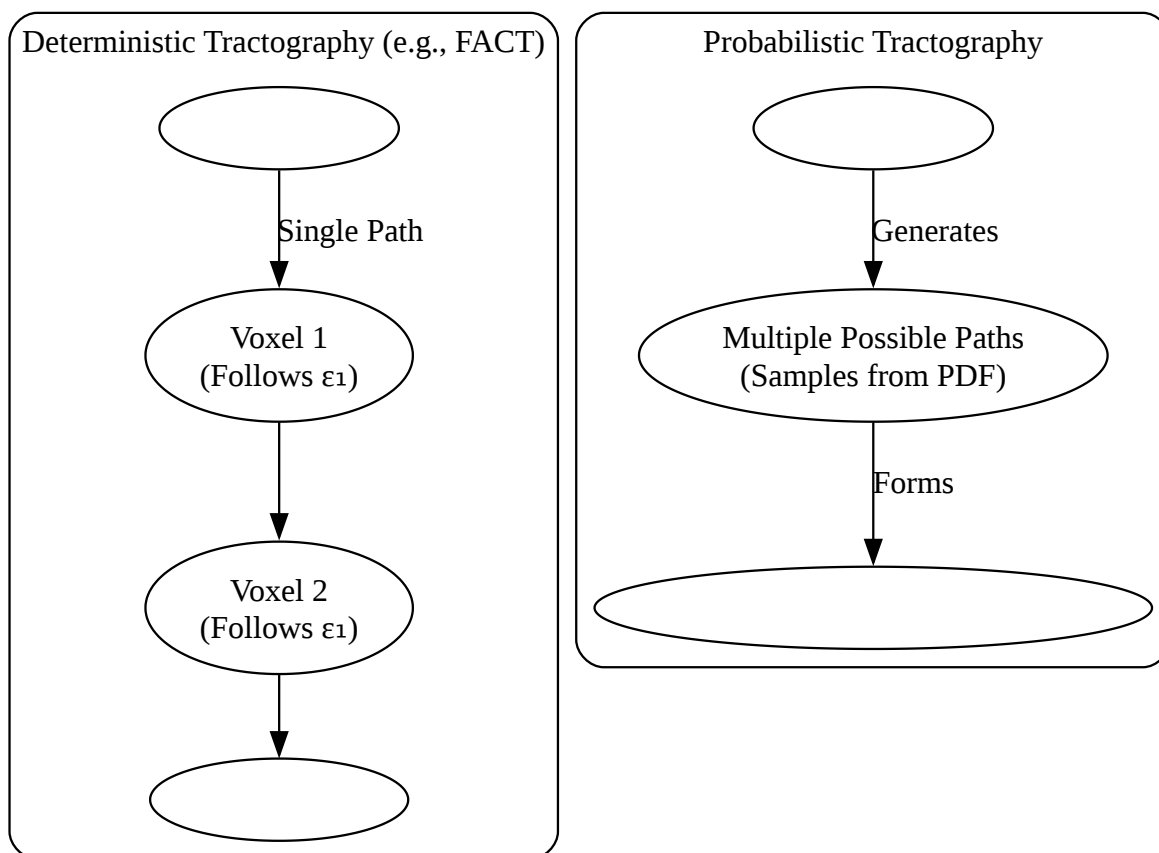 Deterministic Tractography (e.g., FACT)
Single Path
Voxel 1
(Follows ε₁)
Voxel 2
(Follows ε₁)
Probabilistic Tractography
Generates
Multiple Possible Paths
(Samples from PDF)
Forms